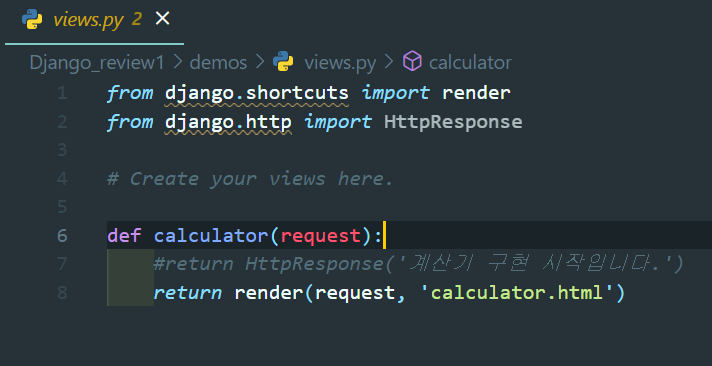 views.py 2 ×
Django_review1 > demos > views.py > calculator
1 from django.shortcuts import render
2 from django.http import HttpResponse
3
4 # Create your views here.
5
6 def calculator(request):
7 #return HttpResponse('계산기 구현 시작입니다.')
8 return render(request, 'calculator.html')